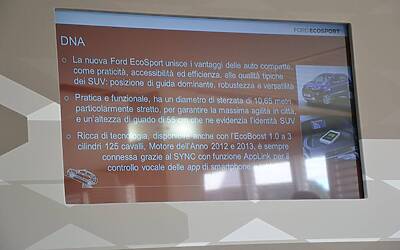 FORD ECOSPORT
DNA
La nuova Ford EcoSport unisce i vantaggi delle auto compatte,
come praticità, accessibilità ed efficienza, alle qualità tipiche
dei SUV: posizione di guida dominante, robustezza e versatilità
Pratica e funzionale, ha un diametro di sterzata di 10,65 metri
particolarmente stretto, per garantire la massima agilità in città,
e un'altezza di guado di 55 cm che ne evidenzia l'identità SUV
Ricca di tecnologia, disponibile anche con l'EcoBoost 1.0 a 3
cilindri 125 cavalli, Motore dell'Anno 2012 e 2013, è sempre
connessa grazie al SYNC con funzione AppLink per il
controllo vocale delle app di smartphone e